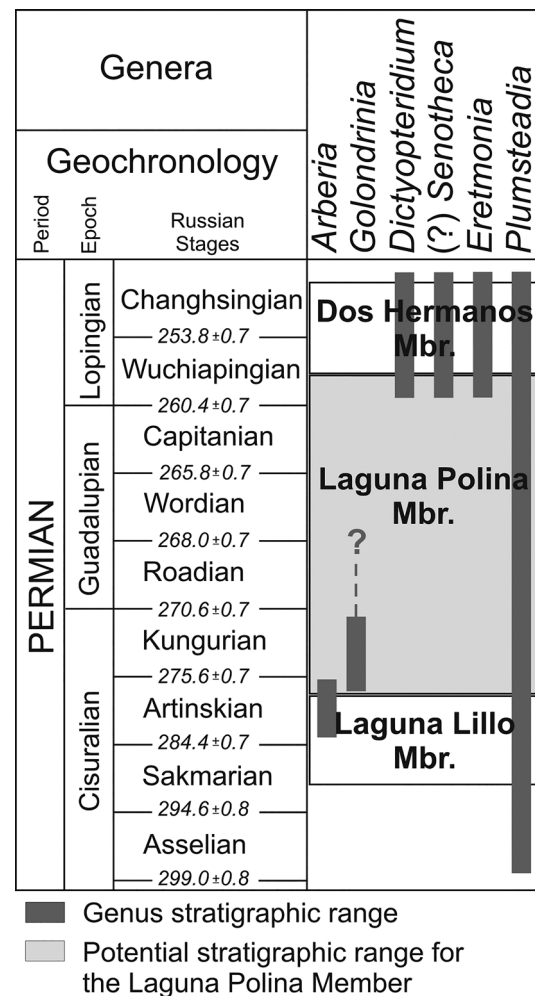 Genera
Geochronology
Period
Epoch
Russian
Stages
Arberia
Golondrinia
Dictyopteridium
(?) Senotheca
Eretmonia
Plumsteadia
PERMIAN
Lopingian
Guadalupian
Cisuralian
Changhsingian
253.8 ±0.7
Wuchiapingian
260.4 ±0.7
Capitanian
265.8 ±0.7
Wordian
268.0 ±0.7
Roadian
270.6 ±0.7
Kungurian
275.6 ±0.7
Artinskian
284.4 ±0.7
Sakmarian
294.6 ±0.8
Asselian
299.0 ±0.8
Dos Hermanos
Mbr.
Laguna Polina
Mbr.
?
Laguna Lillo
Mbr.
Genus stratigraphic range
Potential stratigraphic range for
the Laguna Polina Member